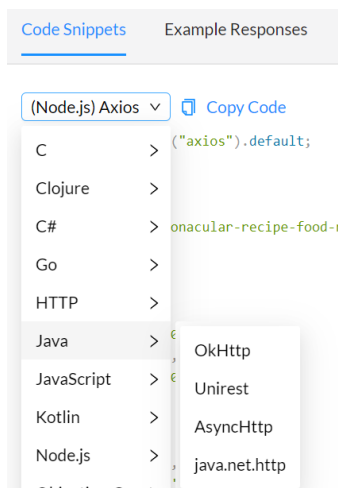 Code Snippets Example Responses
(Node.js) Axios Copy Code
("axios").default;
C
Clojure
C#
onacular-recipe-food-
Go
HTTP
Java
OkHttp
JavaScript
Unirest
Kotlin
AsyncHttp
Node.js
java.net.http